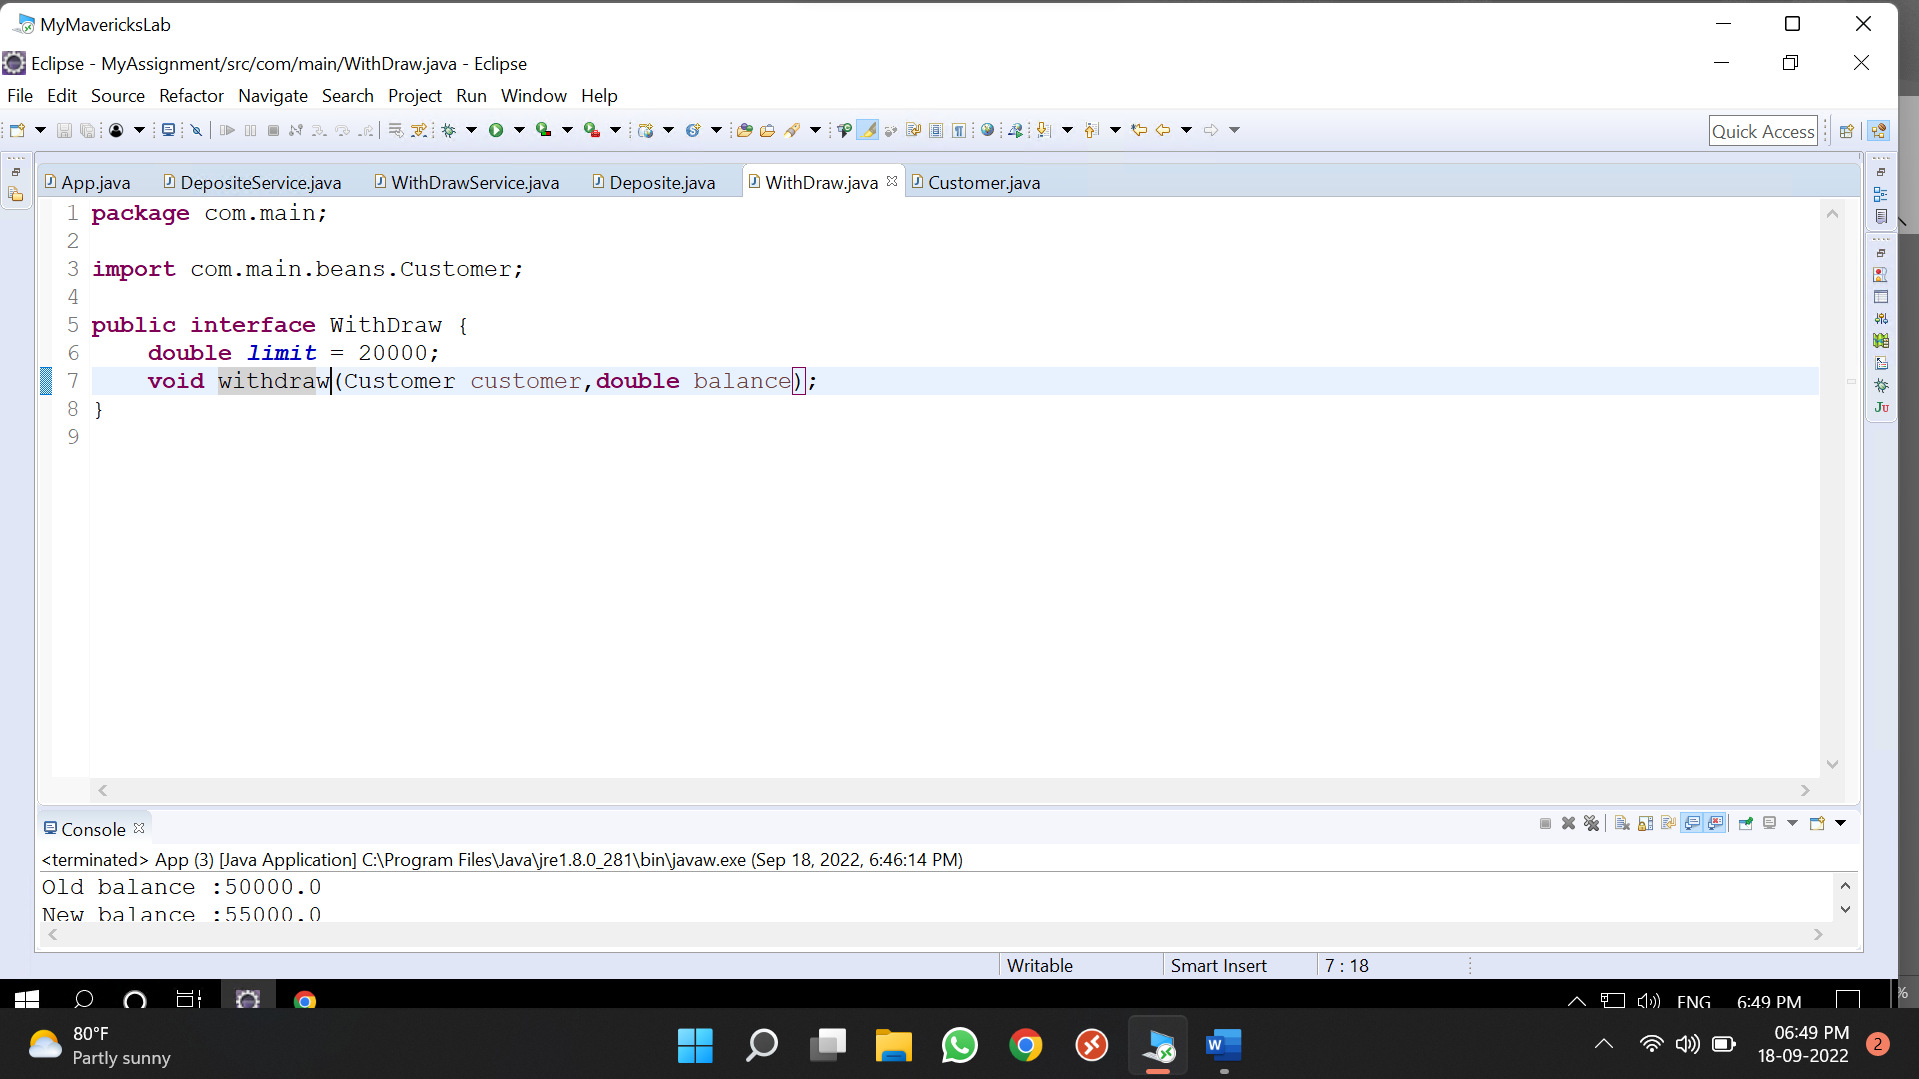 MyMavericksLab
Eclipse - MyAssignment/src/com/main/WithDraw.java - Eclipse
File Edit Source Refactor Navigate Search Project Run Window Help
Quick Access
App.java DepositeService.java WithDrawService.java Deposite.java WithDraw.java Customer.java
1 package com.main;
2
3 import com.main.beans.Customer;
4
5 public interface WithDraw {
6 double limit = 20000;
7 void withdraw(Customer customer,double balance);
8 }
9
Console
<terminated> App (3) [Java Application] C:\Program Files\Java\jre1.8.0_281\bin\javaw.exe (Sep 18, 2022, 6:46:14 PM)
Old balance :50000.0
New balance :55000.0
Writable Smart Insert 7 : 18
ENG 6:49 PM
%
80°F
Partly sunny
06:49 PM
18-09-2022
2